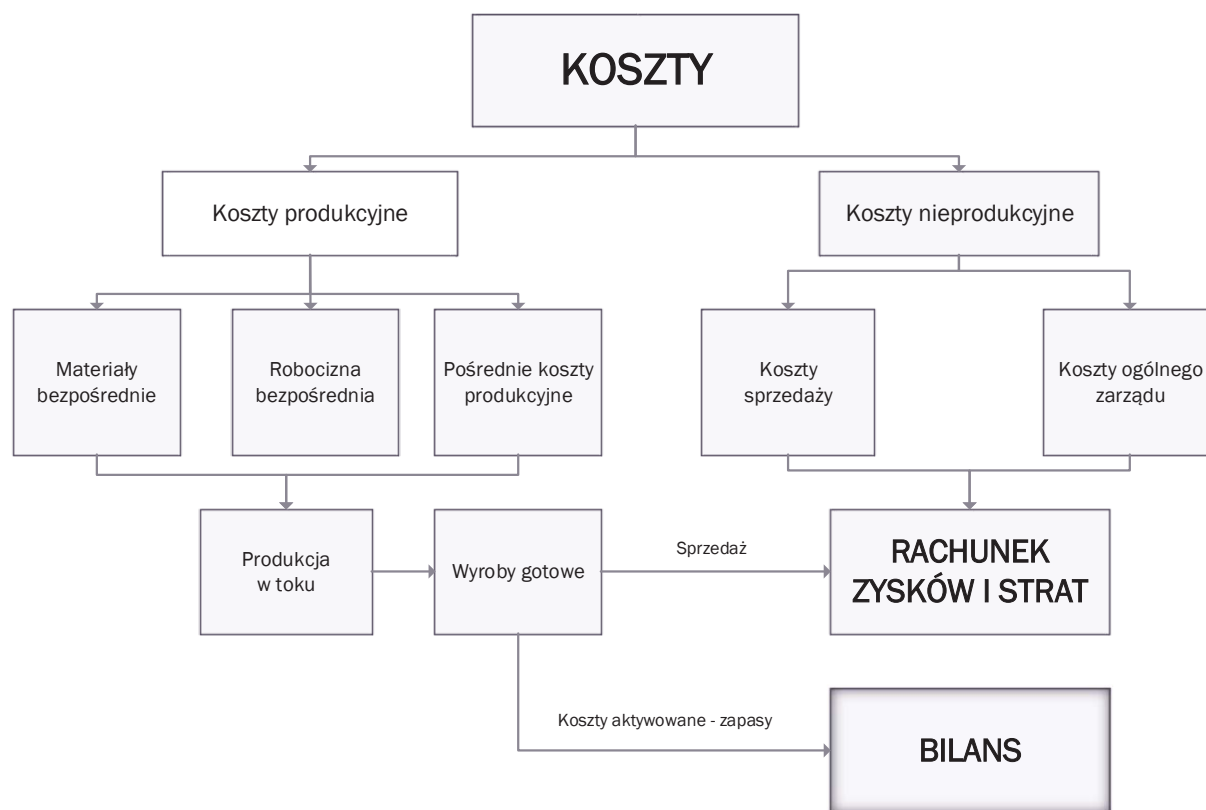 KOSZTY
Koszty produkcyjne
Koszty nieprodukcyjne
Materiały
bezpośrednie
Robocizna
bezpośrednia
Pośrednie koszty
produkcyjne
Koszty
sprzedaży
Koszty ogólnego
zarządu
Produkcja
w toku
Wyroby gotowe
Sprzedaż
RACHUNEK
ZYSKÓW I STRAT
Koszty aktywowane - zapasy
BILANS